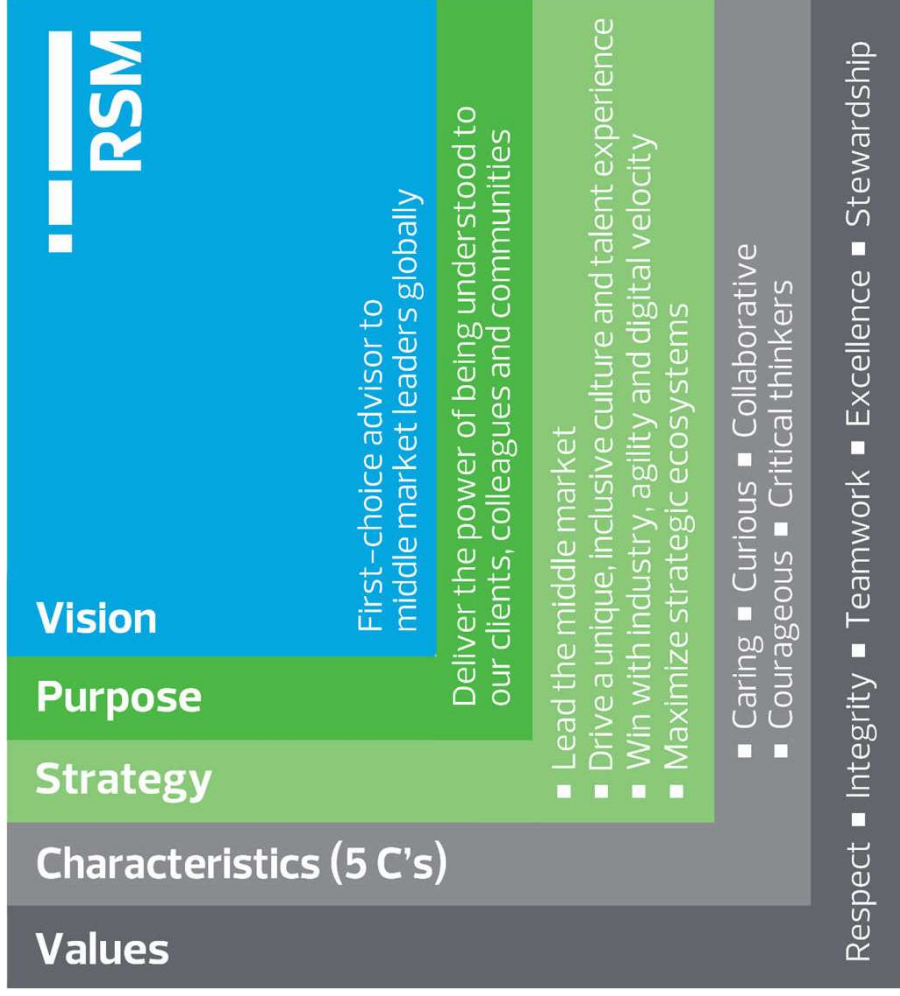 RSM
Vision
First-choice advisor to
middle market leaders globally
Purpose
Deliver the power of being understood to
our clients, colleagues and communities
Strategy
■ Lead the middle market
■ Drive a unique, inclusive culture and talent experience
■ Win with industry, agility and digital velocity
■ Maximize strategic ecosystems
Characteristics (5 C’s)
■ Caring ■ Curious ■ Collaborative
■ Courageous ■ Critical thinkers
Values
Respect ■ Integrity ■ Teamwork ■ Excellence ■ Stewardship